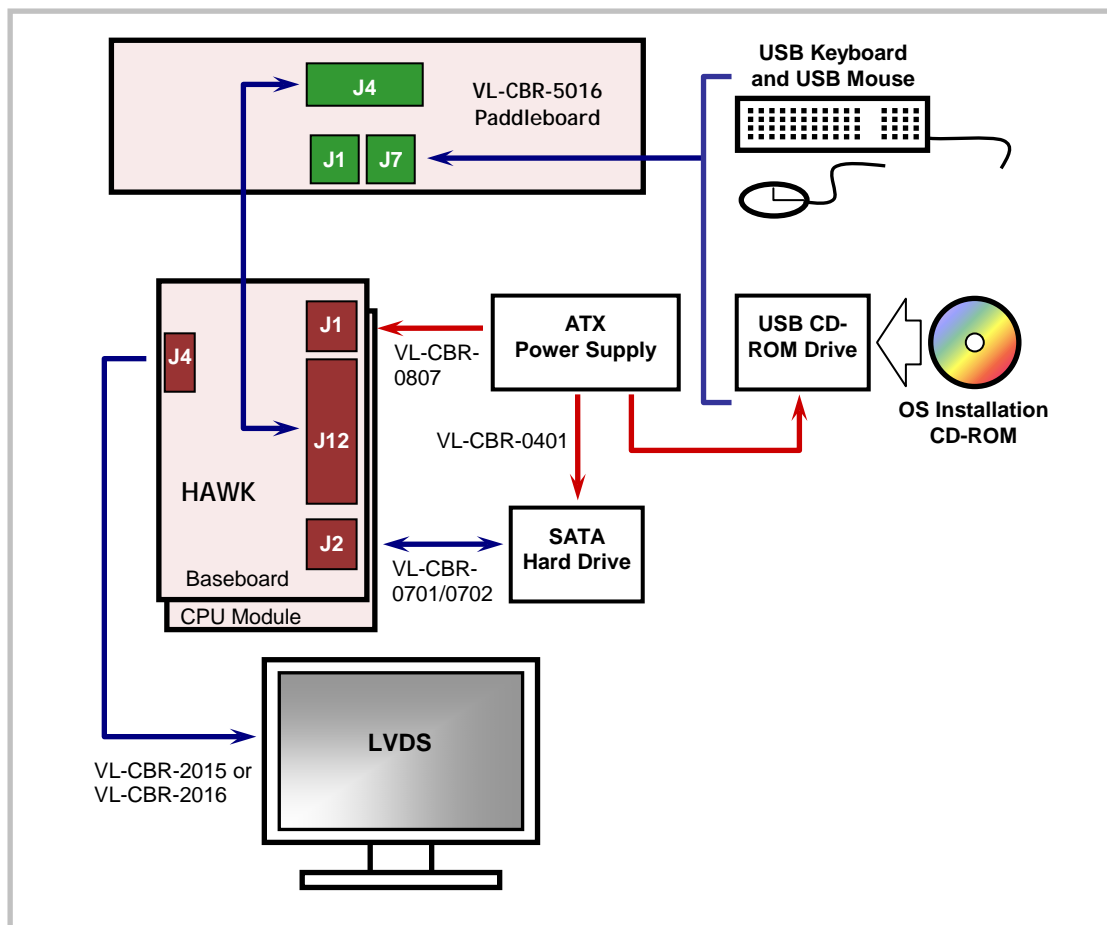 USB Keyboard
and USB Mouse
J4
VL-CBR-5016
Paddleboard
J1
J7
J1
J4
ATX
Power Supply
USB CD-
ROM Drive
VL-CBR-
0807
OS Installation
CD-ROM
J12
VL-CBR-0401
HAWK
J2
SATA
Hard Drive
Baseboard
VL-CBR-
0701/0702
CPU Module
LVDS
VL-CBR-2015 or
VL-CBR-2016